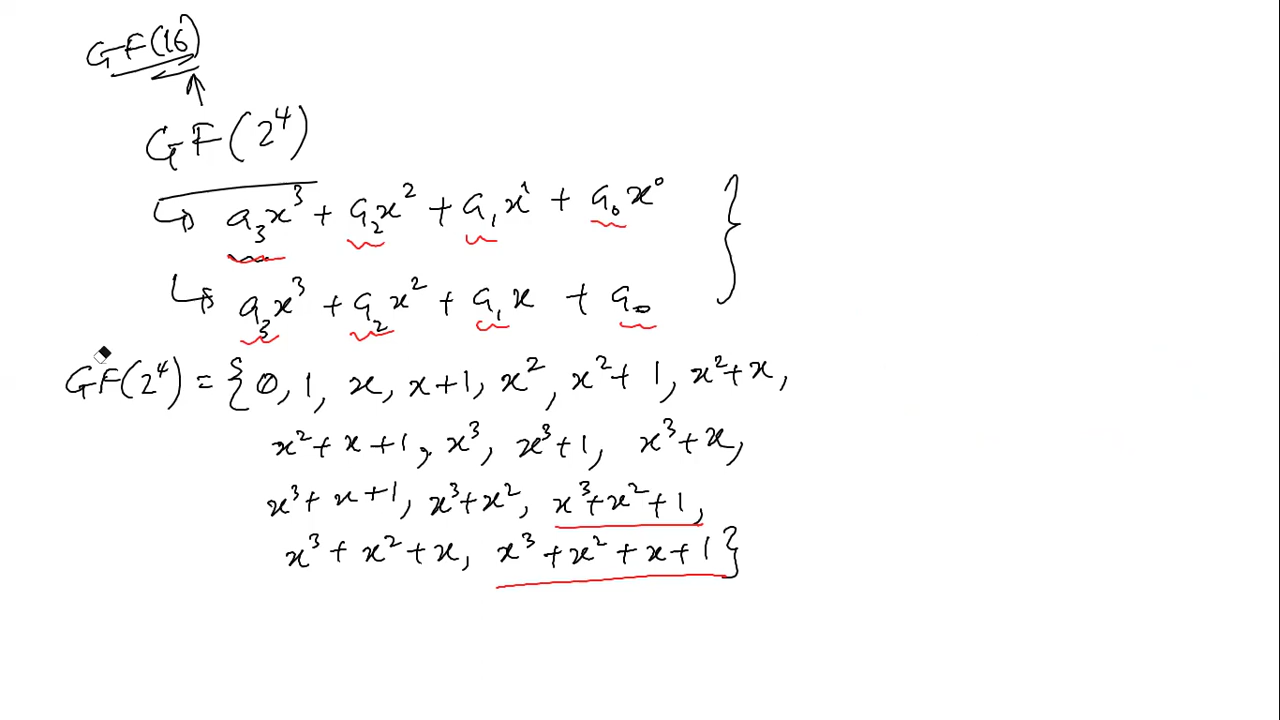 GF(16)
GF(2⁴)
a₃x³ + a₂x² + a₁x¹ + a₀x⁰
a₃x³ + a₂x² + a₁x + a₀
GF(2⁴) = {0, 1, x, x+1, x², x²+1, x²+x,
x²+x+1, x³, x³+1, x³+x,
x³+x+1, x³+x², x³+x²+1,
x³+x²+x, x³+x²+x+1}